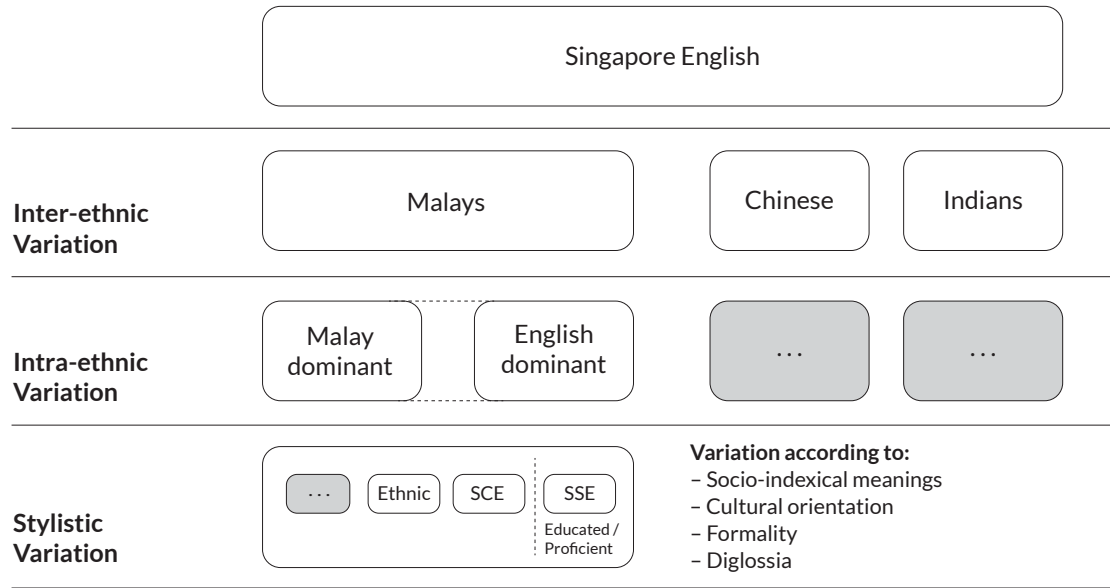 Singapore English
Inter-ethnic
Variation
Malays
Chinese
Indians
Intra-ethnic
Variation
Malay
dominant
English
dominant
...
...
Stylistic
Variation
...
Ethnic
SCE
SSE
Educated /
Proficient
Variation according to:
– Socio-indexical meanings
– Cultural orientation
– Formality
– Diglossia